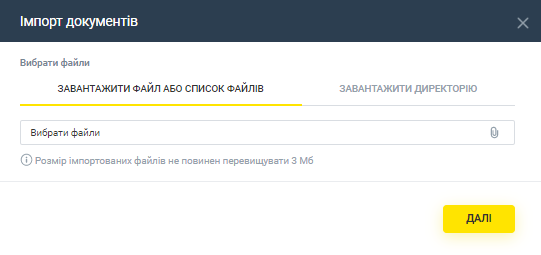 Імпорт документів
Вибрати файли
ЗАВАНТАЖИТИ ФАЙЛ АБО СПИСОК ФАЙЛІВ
ЗАВАНТАЖИТИ ДИРЕКТОРІЮ
Вибрати файли
Розмір імпортованих файлів не повинен перевищувати 3 Мб
ДАЛІ